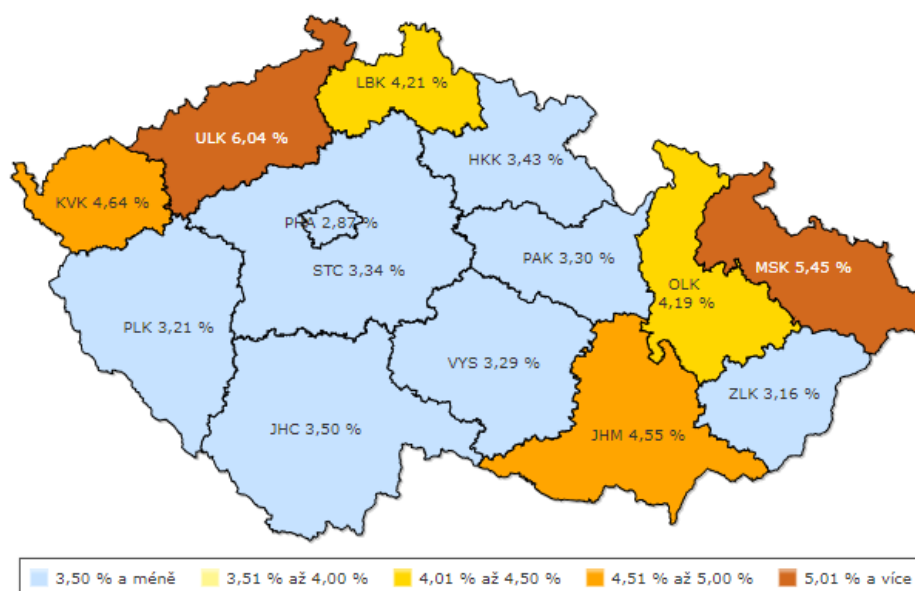 LBK 4,21 %
ULK 6,04 %
HKK 3,43 %
KVK 4,64 %
PHA 2,87 %
PAK 3,30 %
MSK 5,45 %
STC 3,34 %
OLK
4,19 %
PLK 3,21 %
VYS 3,29 %
ZLK 3,16 %
JHC 3,50 %
JHM 4,55 %
3,50 % a méně
3,51 % až 4,00 %
4,01 % až 4,50 %
4,51 % až 5,00 %
5,01 % a více